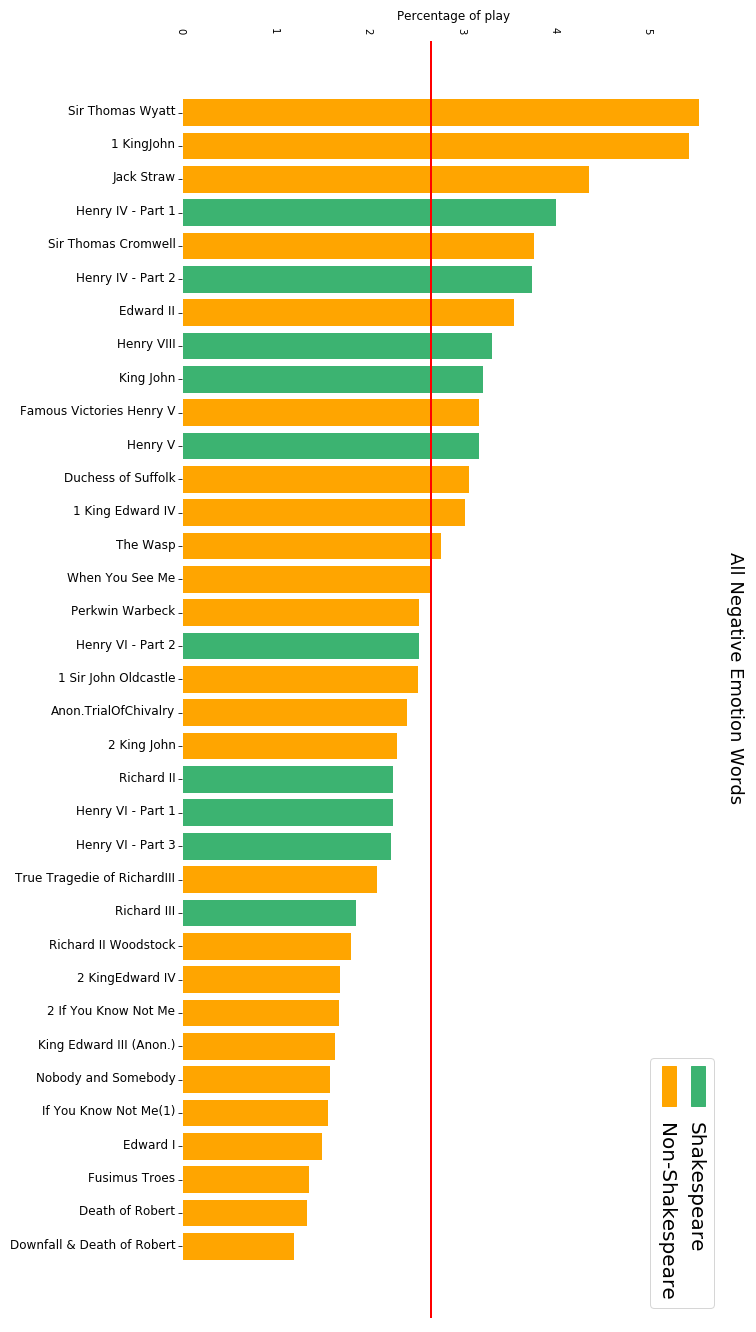 Percentage of play
0 1 2 3 4 5
Sir Thomas Wyatt
1 KingJohn
Jack Straw
Henry IV - Part 1
Sir Thomas Cromwell
Henry IV - Part 2
Edward II
Henry VIII
King John
Famous Victories Henry V
Henry V
Duchess of Suffolk
1 King Edward IV
The Wasp
When You See Me
Perkwin Warbeck
Henry VI - Part 2
1 Sir John Oldcastle
Anon.TrialOfChivalry
2 King John
Richard II
Henry VI - Part 1
Henry VI - Part 3
True Tragedie of RichardIII
Richard III
Richard II Woodstock
2 KingEdward IV
2 If You Know Not Me
King Edward III (Anon.)
Nobody and Somebody
If You Know Not Me(1)
Edward I
Fusimus Troes
Death of Robert
Downfall & Death of Robert
All Negative Emotion Words
Shakespeare
Non-Shakespeare